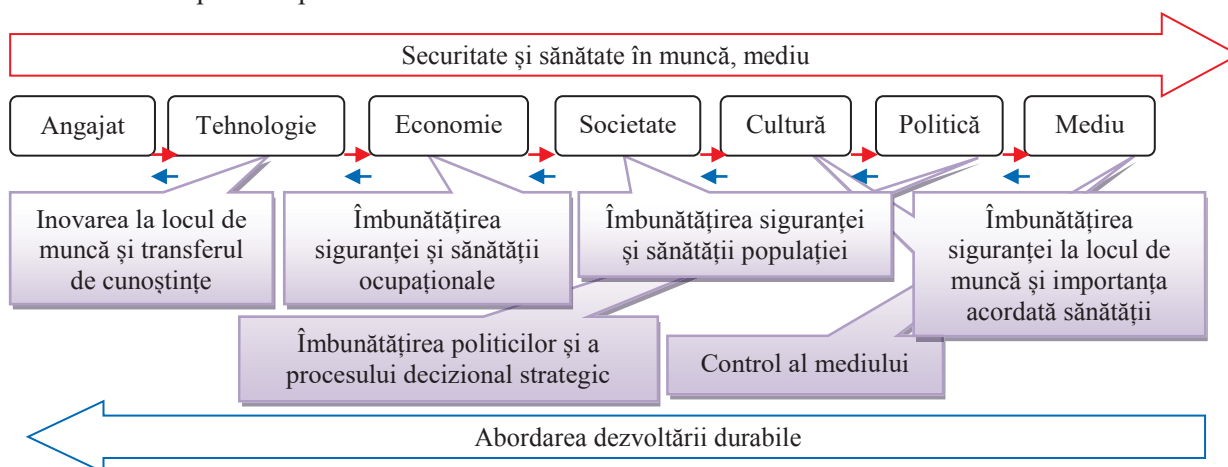 Securitate și sănătate în muncă, mediu
Angajat
Tehnologie
Economie
Societate
Cultură
Politică
Mediu
Inovarea la locul de
muncă și transferul
de cunoștințe
Îmbunătățirea
siguranței și sănătății
ocupaționale
Îmbunătățirea siguranței
și sănătății populației
Îmbunătățirea
siguranței la locul de
muncă și importanța
acordată sănătății
Îmbunătățirea politicilor și a
procesului decizional strategic
Control al mediului
Abordarea dezvoltării durabile